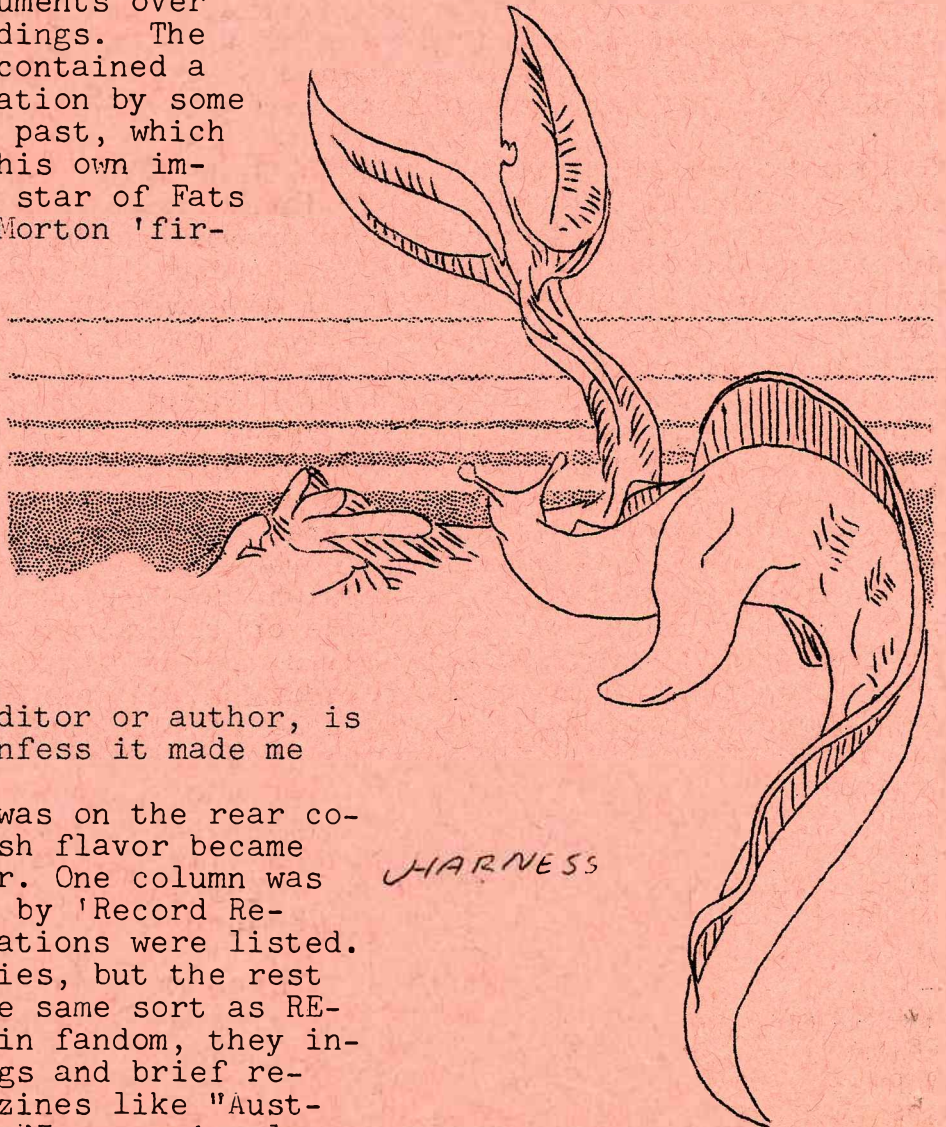 uments over
dings. The
contained a
ation by some
past, which
his own im-
star of Fats
Morton 'fir-
ditor or author, is
nfess it made me
was on the rear co-
sh flavor became
r. One column was
by 'Record Re-
ations were listed.
ies, but the rest
e same sort as RE-
in fandom, they in-
gs and brief re-
zines like "Aust-
HARNESS